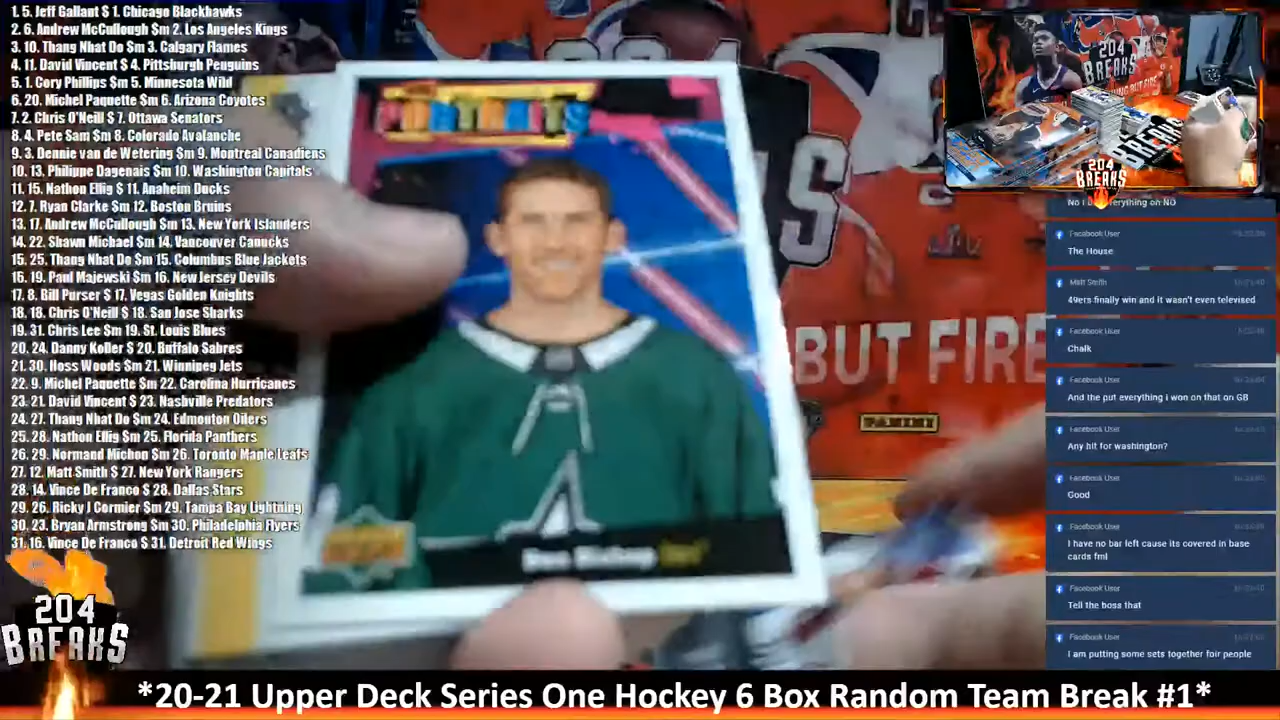 1. 5. Jeff Gallant $ 1. Chicago Blackhawks
2. 6. Andrew McCullough $m 2. Los Angeles Kings
3. 10. Thang Nhat Do $m 3. Calgary Flames
4. 11. David Vincent $ 4. Pittsburgh Penguins
5. 1. Cory Phillips $m 5. Minnesota Wild
6. 20. Michel Paquette $m 6. Arizona Coyotes
7. 2. Chris O'Neill $ 7. Ottawa Senators
8. 4. Pete Sam $m 8. Colorado Avalanche
9. 3. Dennie van de Wetering $m 9. Montreal Canadiens
10. 13. Philippe Dagenais $m 10. Washington Capitals
11. 15. Nathon Ellig $ 11. Anaheim Ducks
12. 7. Ryan Clarke $m 12. Boston Bruins
13. 17. Andrew McCullough $m 13. New York Islanders
14. 22. Shawn Michael $m 14. Vancouver Canucks
15. 25. Thang Nhat Do $m 15. Columbus Blue Jackets
16. 19. Paul Majewski $m 16. New Jersey Devils
17. 8. Bill Purser $ 17. Vegas Golden Knights
18. 18. Chris O'Neill $ 18. San Jose Sharks
19. 31. Chris Lee $m 19. St. Louis Blues
20. 24. Danny Koller $ 20. Buffalo Sabres
21. 30. Hoss Woods $m 21. Winnipeg Jets
22. 9. Michel Paquette $m 22. Carolina Hurricanes
23. 21. David Vincent $ 23. Nashville Predators
24. 27. Thang Nhat Do $m 24. Edmonton Oilers
25. 28. Nathon Ellig $m 25. Florida Panthers
26. 29. Normand Michon $m 26. Toronto Maple Leafs
27. 12. Matt Smith $ 27. New York Rangers
28. 14. Vince De Franco $ 28. Dallas Stars
29. 26. Ricky J Cormier $m 29. Tampa Bay Lightning
30. 23. Bryan Armstrong $m 30. Philadelphia Flyers
31. 16. Vince De Franco $ 31. Detroit Red Wings
204
BREAKS
PORTRAITS
Ben Bishop
BUT FIRE
PANINI
204
BREAKS
204
BREAKS
Facebook User
The House
Matt Smith
49ers finally win and it wasn't even televised
Facebook User
Chalk
Facebook User
And the put everything i won on that on GB
Facebook User
Any hit for washington?
Facebook User
Good
Facebook User
I have no bar left cause its covered in base
cards fml
Facebook User
Tell the boss that
Facebook User
I am putting some sets together foir people
*20-21 Upper Deck Series One Hockey 6 Box Random Team Break #1*